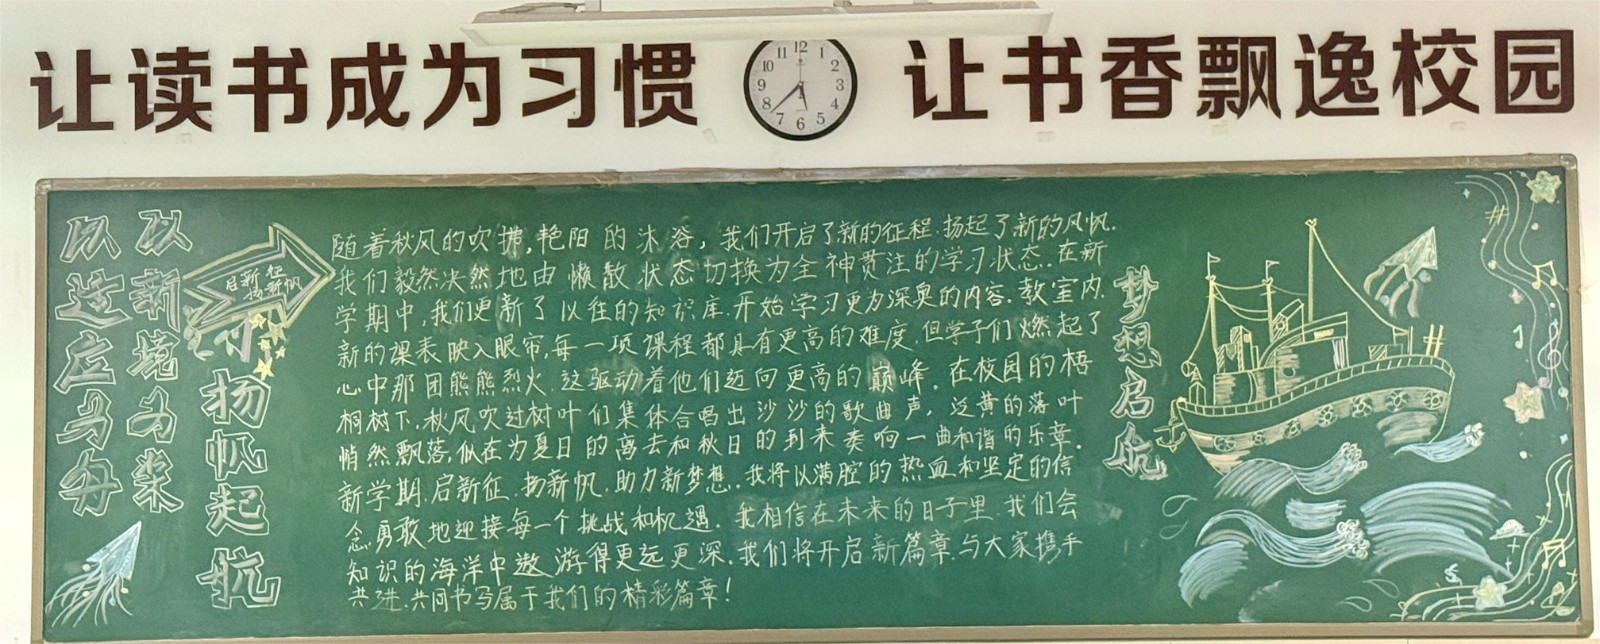 让读书成为习惯
让书香飘逸校园
12 1 2 3 4 5 6 7 8 9 10 11
以新境为桨
以适应为舟
启新征
扬新帆
扬帆起航
随着秋风的吹拂,艳阳的沐浴,我们开启了新的征程,扬起了新的风帆.
我们毅然决然地由懒散状态切换为全神贯注的学习状态.在新
学期中,我们更新了以往的知识库.开始学习更为深奥的内容.教室内.
新的课表映入眼帘,每一项课程都具有更高的难度.但学子们燃起了
心中那团熊熊烈火.这驱动着他们迈向更高的巅峰.在校园的梧
桐树下.秋风吹过树叶们集体合唱出沙沙的歌曲声,泛黄的落叶
悄然飘落.似在为夏日的离去和秋日的到来奏响一曲和谐的乐章.
新学期.启新征.扬新帆.助力新梦想.我将以满腔的热血和坚定的信
念勇敢地迎接每一个挑战和机遇.我相信在未来的日子里.我们会
知识的海洋中遨游得更远更深.我们将开启新篇章.与大家携手
共进.共同书写属于我们的精彩篇章!
梦想启航